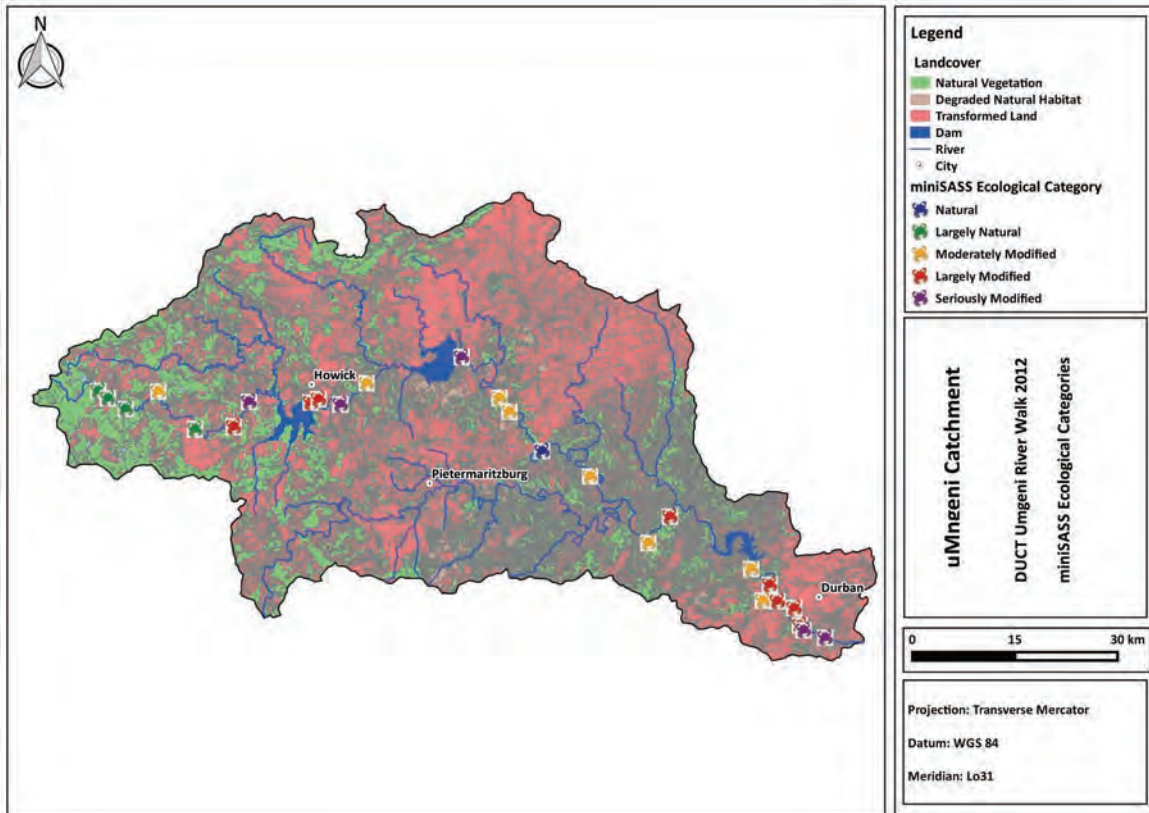 N
Howick
Pietermaritzburg
Durban
Legend
Landcover
Natural Vegetation
Degraded Natural Habitat
Transformed Land
Dam
River
City
miniSASS Ecological Category
Natural
Largely Natural
Moderately Modified
Largely Modified
Seriously Modified
uMngeni Catchment
DUCT Umgeni River Walk 2012
miniSASS Ecological Categories
0 15 30 km
Projection: Transverse Mercator
Datum: WGS 84
Meridian: Lo31